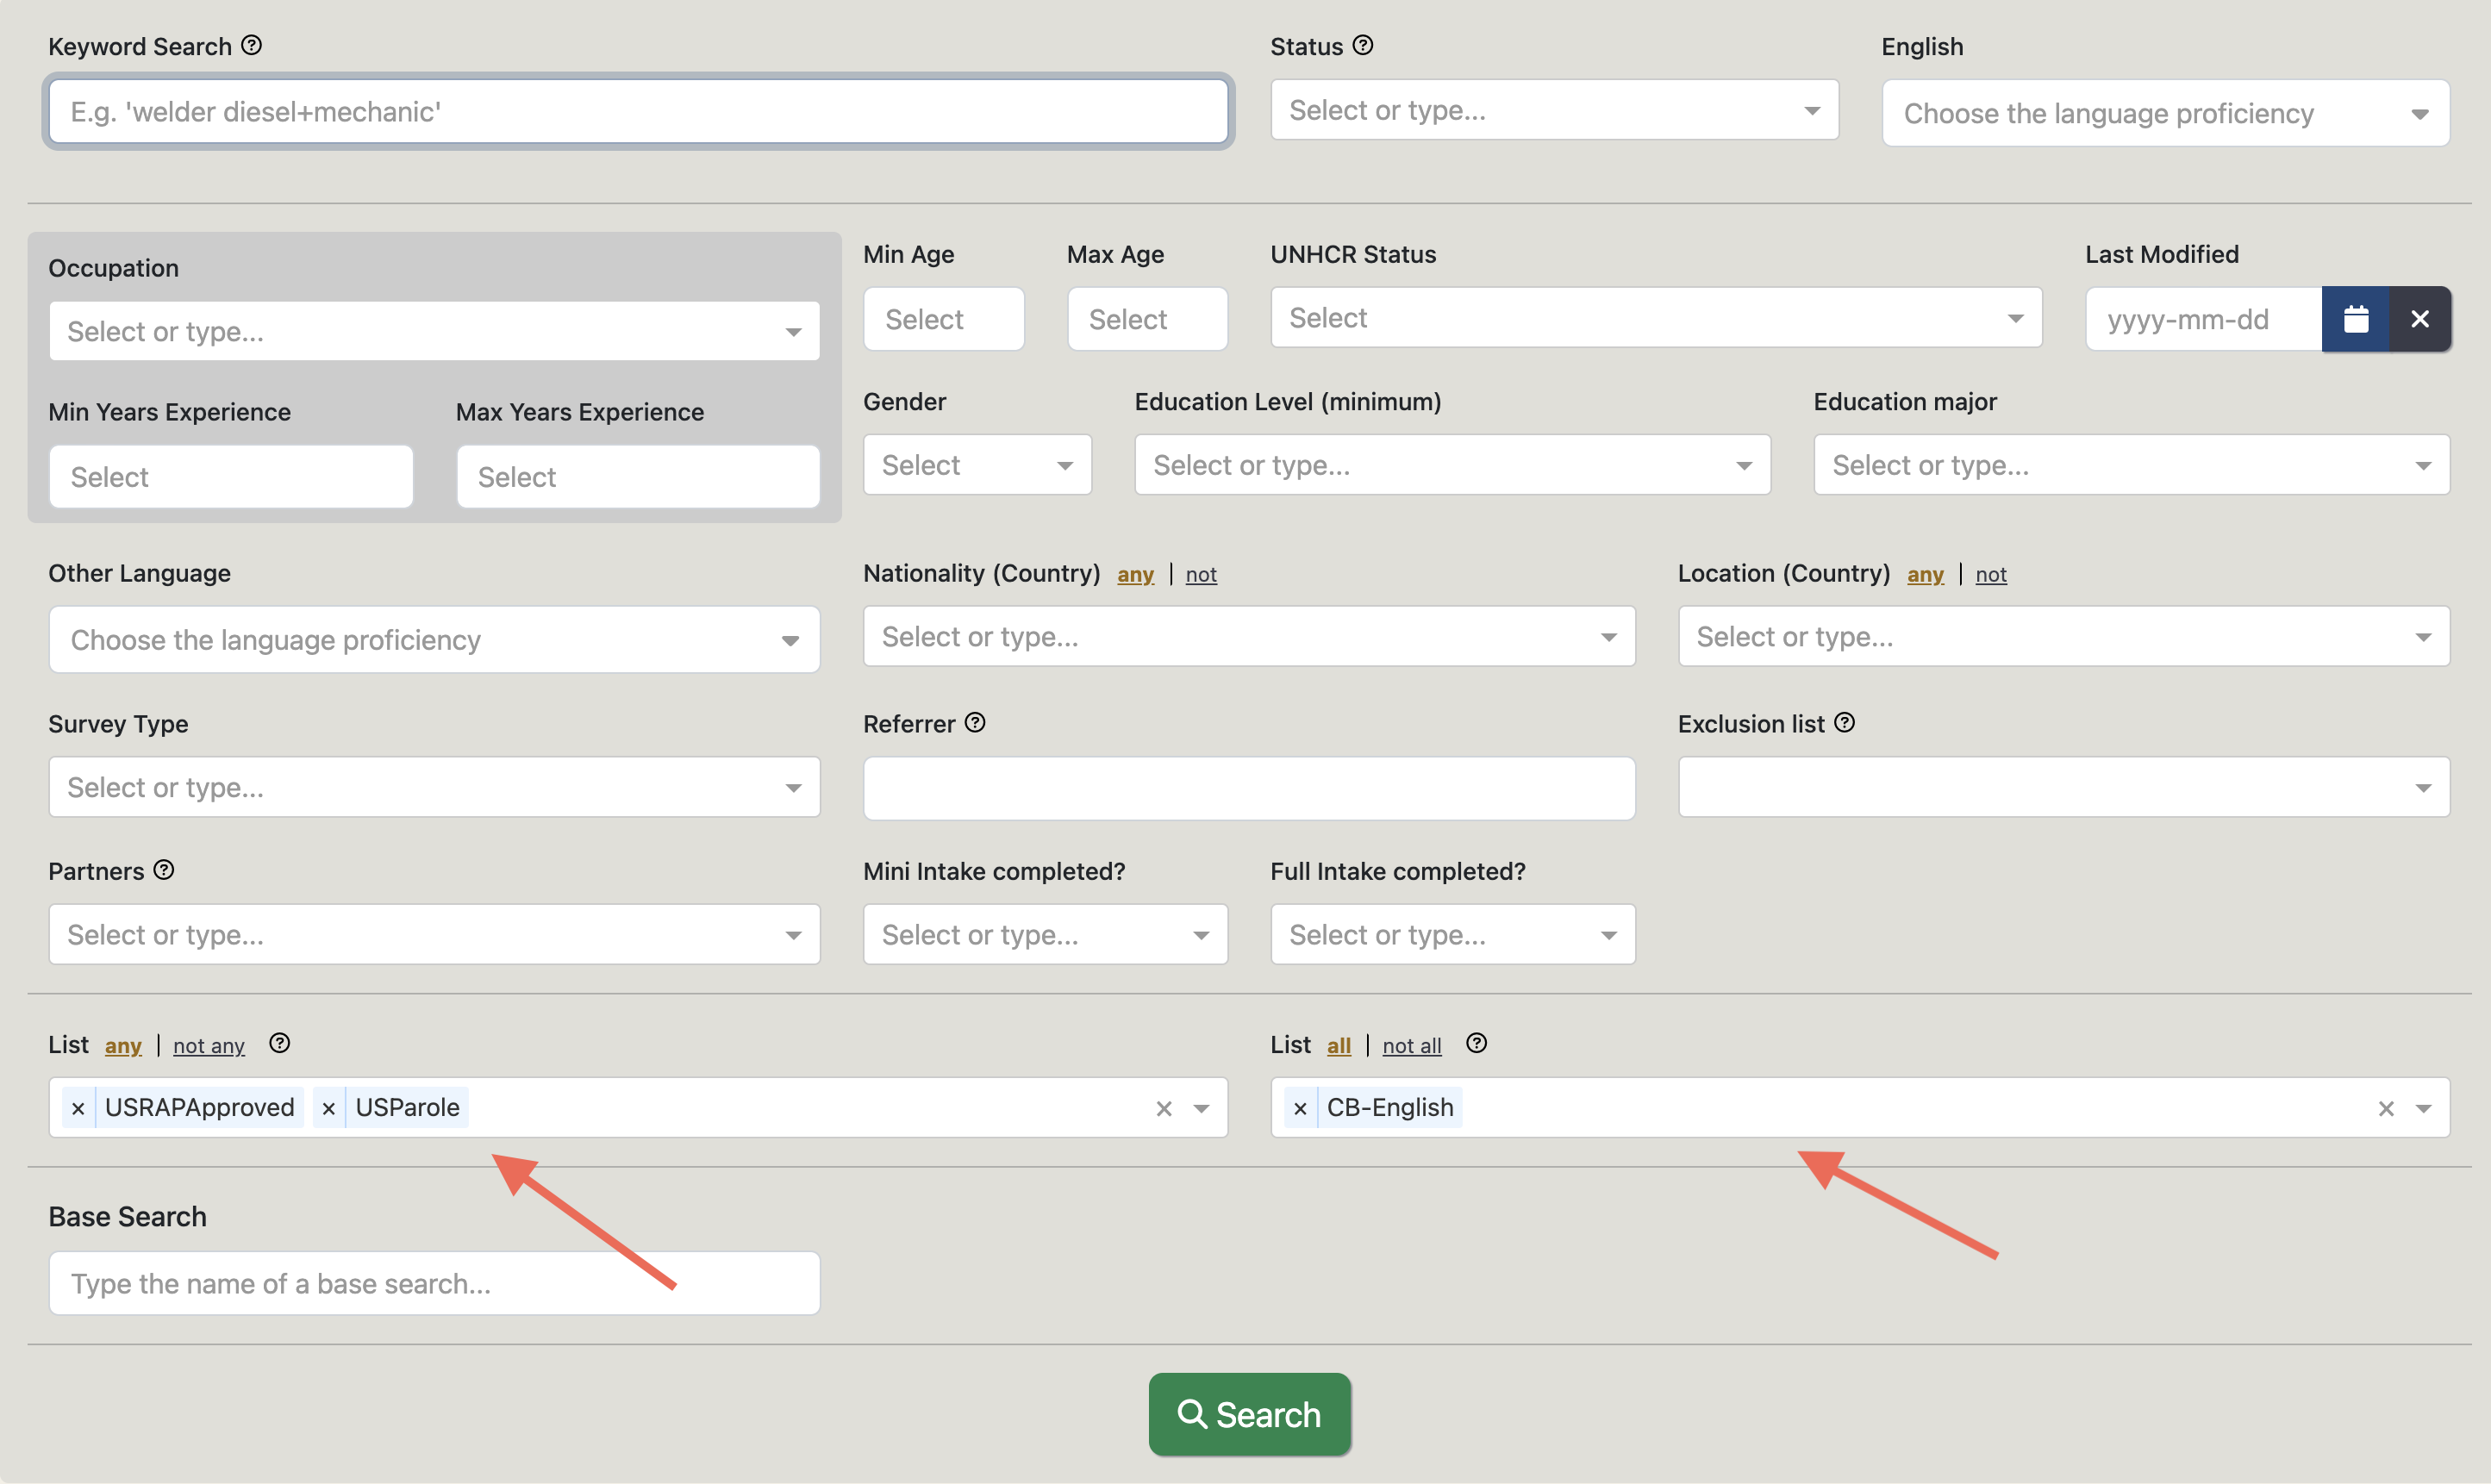 Keyword Search
Status
English
E.g. 'welder diesel+mechanic'
Select or type...
Choose the language proficiency
Occupation
Select or type...
Min Years Experience
Max Years Experience
Select
Select
Min Age
Max Age
UNHCR Status
Last Modified
Select
Select
Select
yyyy-mm-dd
Gender
Education Level (minimum)
Education major
Select
Select or type...
Select or type...
Other Language
Nationality (Country) any | not
Location (Country) any | not
Choose the language proficiency
Select or type...
Select or type...
Survey Type
Referrer
Exclusion list
Select or type...
Partners
Mini Intake completed?
Full Intake completed?
Select or type...
Select or type...
Select or type...
List any | not any
List all | not all
× USRAPApproved × USParole
× CB-English
Base Search
Type the name of a base search...
Search